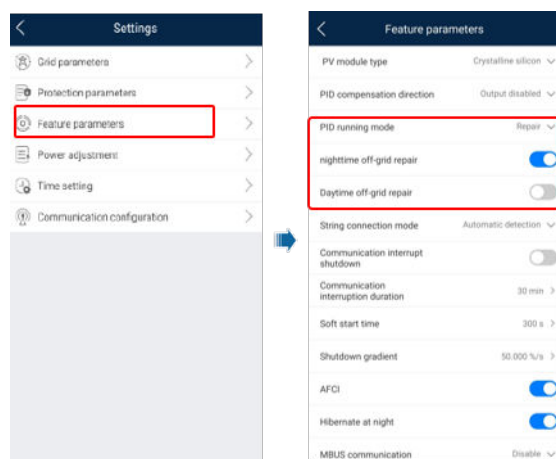 Settings
Grid parameters
Protection parameters
Feature parameters
Power adjustment
Time setting
Communication configuration
Feature parameters
PV module type
Crystalline silicon
PID compensation direction
Output disabled
PID running mode
Repair
nighttime off-grid repair
Daytime off-grid repair
String connection mode
Automatic detection
Communication interrupt
shutdown
Communication
interruption duration
30 min
Soft start time
300 s
Shutdown gradient
50.000 %/s
AFCI
Hibernate at night
MBUS communication
Disable